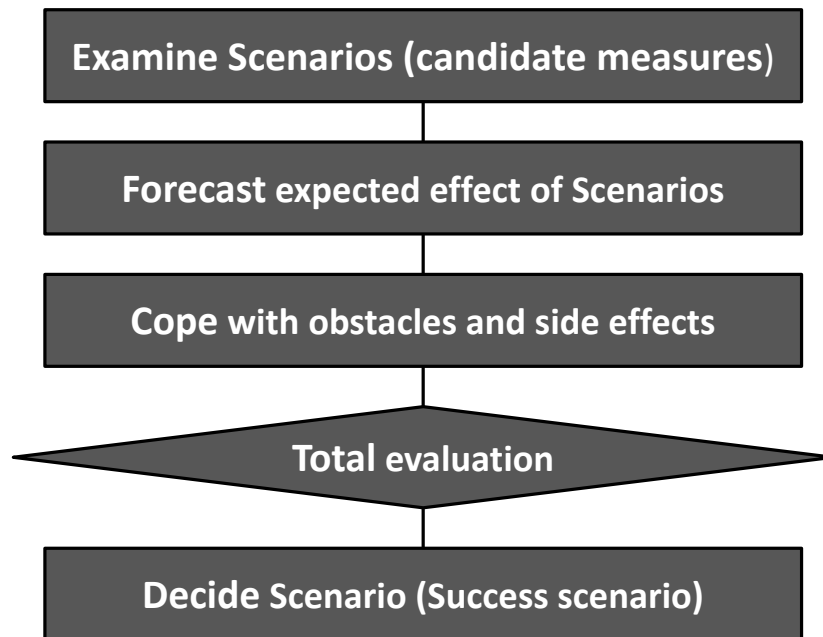 Examine Scenarios (candidate measures)
Forecast expected effect of Scenarios
Cope with obstacles and side effects
Total evaluation
Decide Scenario (Success scenario)